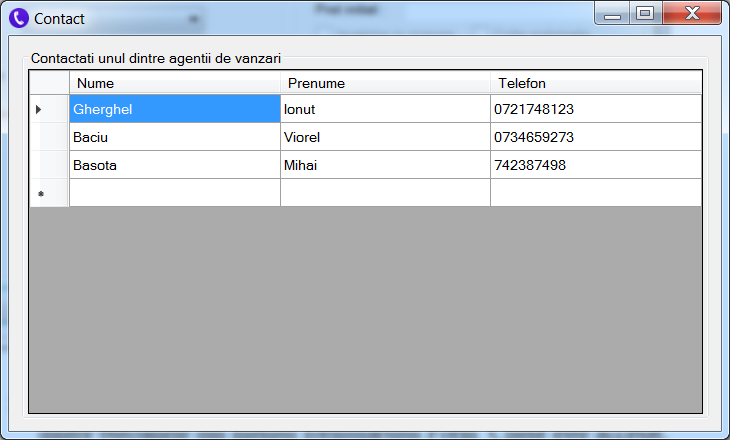 Contact
Contactati unul dintre agentii de vanzari
Nume Prenume Telefon
Gherghel Ionut 0721748123
Baciu Viorel 0734659273
Basota Mihai 742387498